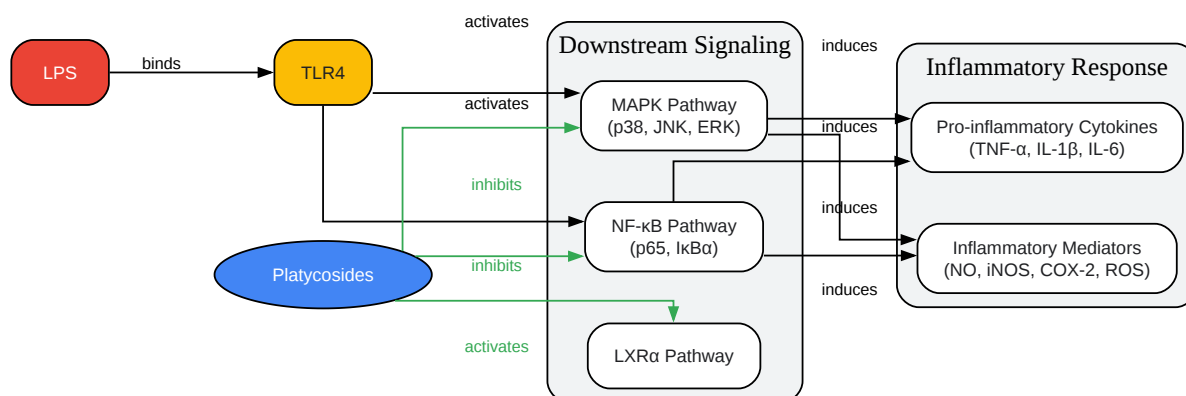 activates
Downstream Signaling
induces
LPS
binds
TLR4
Inflammatory Response
activates
MAPK Pathway
(p38, JNK, ERK)
induces
Pro-inflammatory Cytokines
(TNF-α, IL-1β, IL-6)
inhibits
induces
NF-κB Pathway
(p65, IκBα)
Inflammatory Mediators
(NO, iNOS, COX-2, ROS)
Platycosides
inhibits
induces
activates
LXRα Pathway